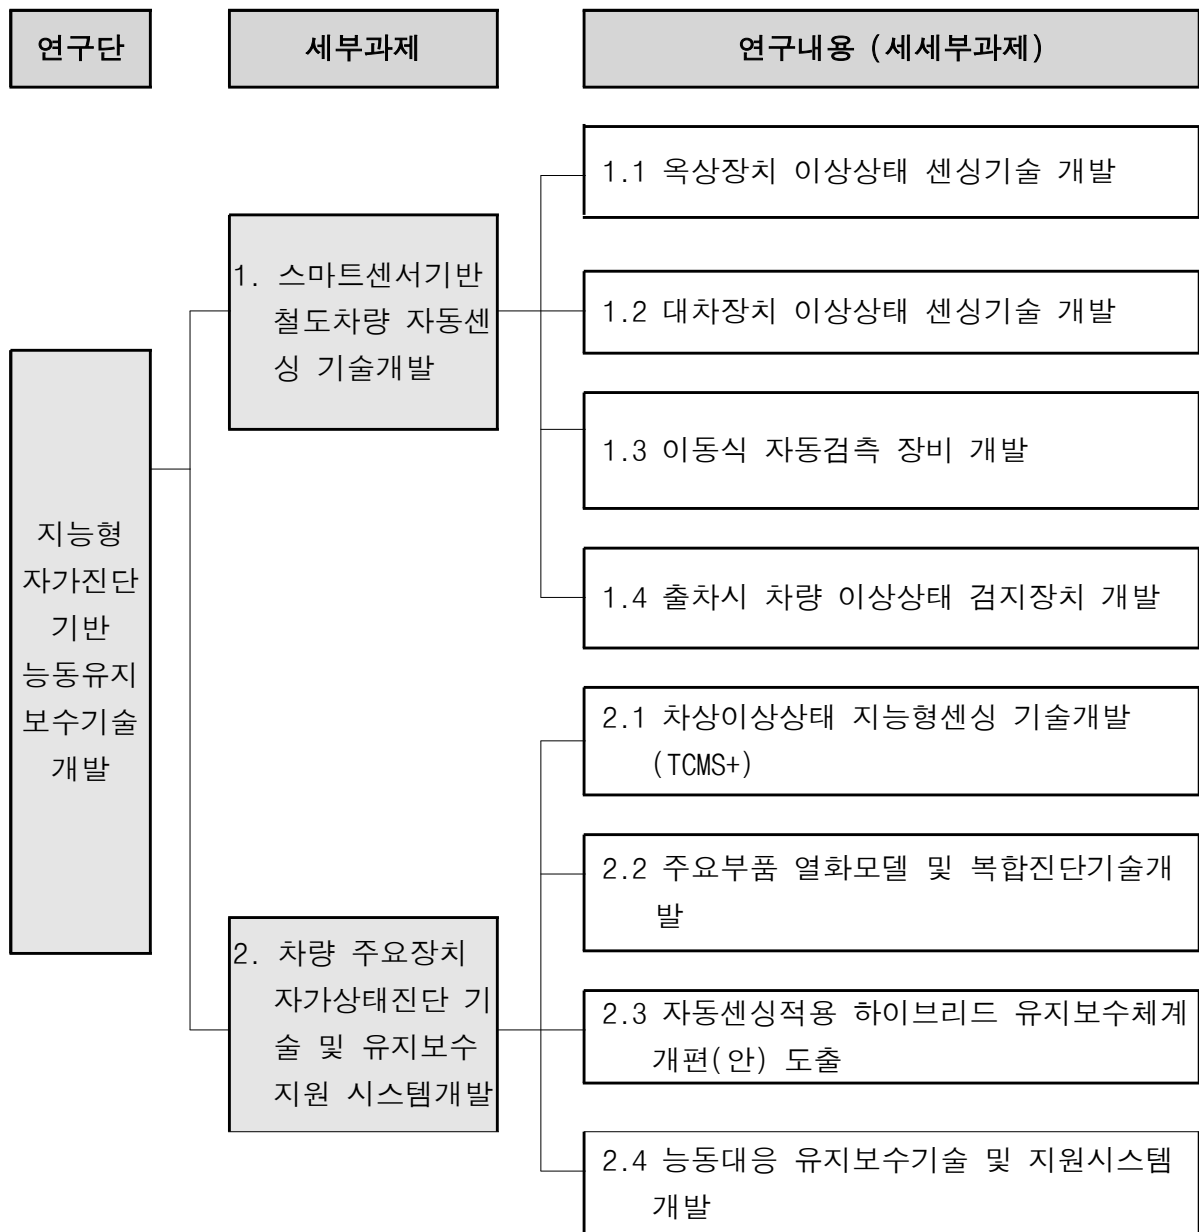 연구단
세부과제
연구내용 (세세부과제)
지능형
자가진단
기반
능동유지
보수기술
개발
1. 스마트센서기반
철도차량 자동센
싱 기술개발
1.1 옥상장치 이상상태 센싱기술 개발
1.2 대차장치 이상상태 센싱기술 개발
1.3 이동식 자동검측 장비 개발
1.4 출차시 차량 이상상태 검지장치 개발
2. 차량 주요장치
자가상태진단 기
술 및 유지보수
지원 시스템개발
2.1 차상이상상태 지능형센싱 기술개발
(TCMS+)
2.2 주요부품 열화모델 및 복합진단기술개
발
2.3 자동센싱적용 하이브리드 유지보수체계
개편(안) 도출
2.4 능동대응 유지보수기술 및 지원시스템
개발